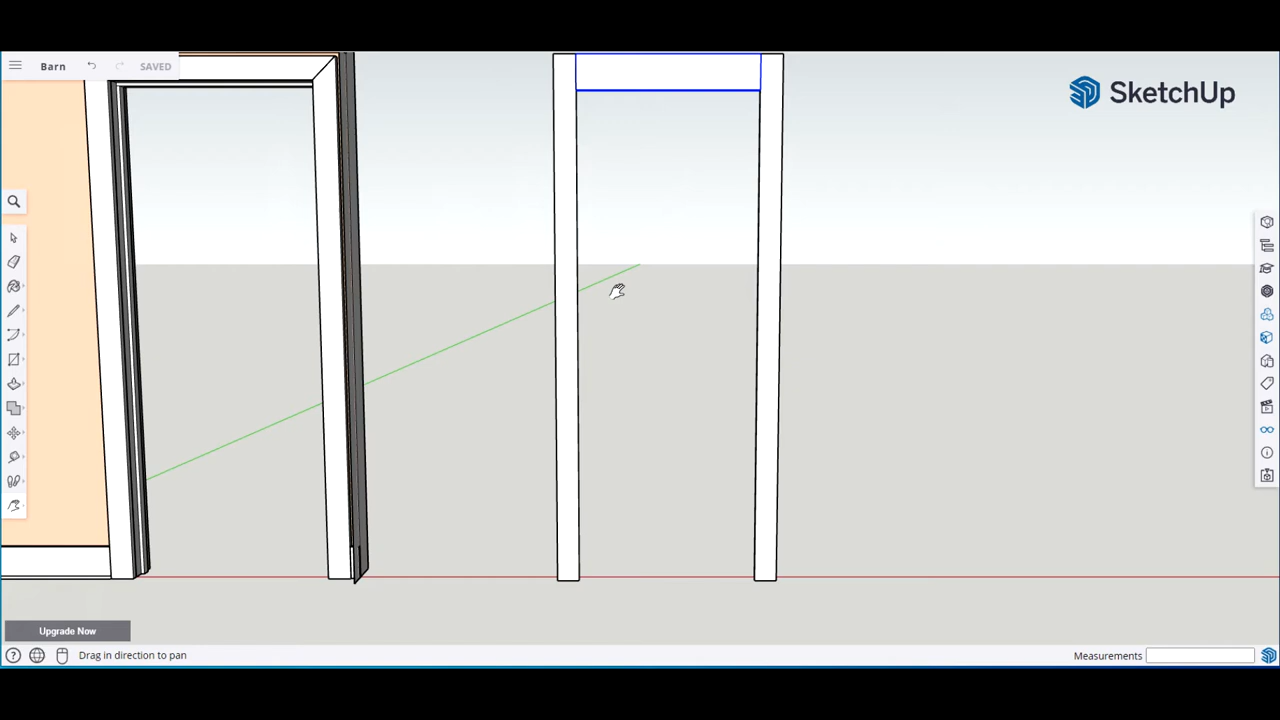 Barn
SAVED
SketchUp
Upgrade Now
Drag in direction to pan
Measurements